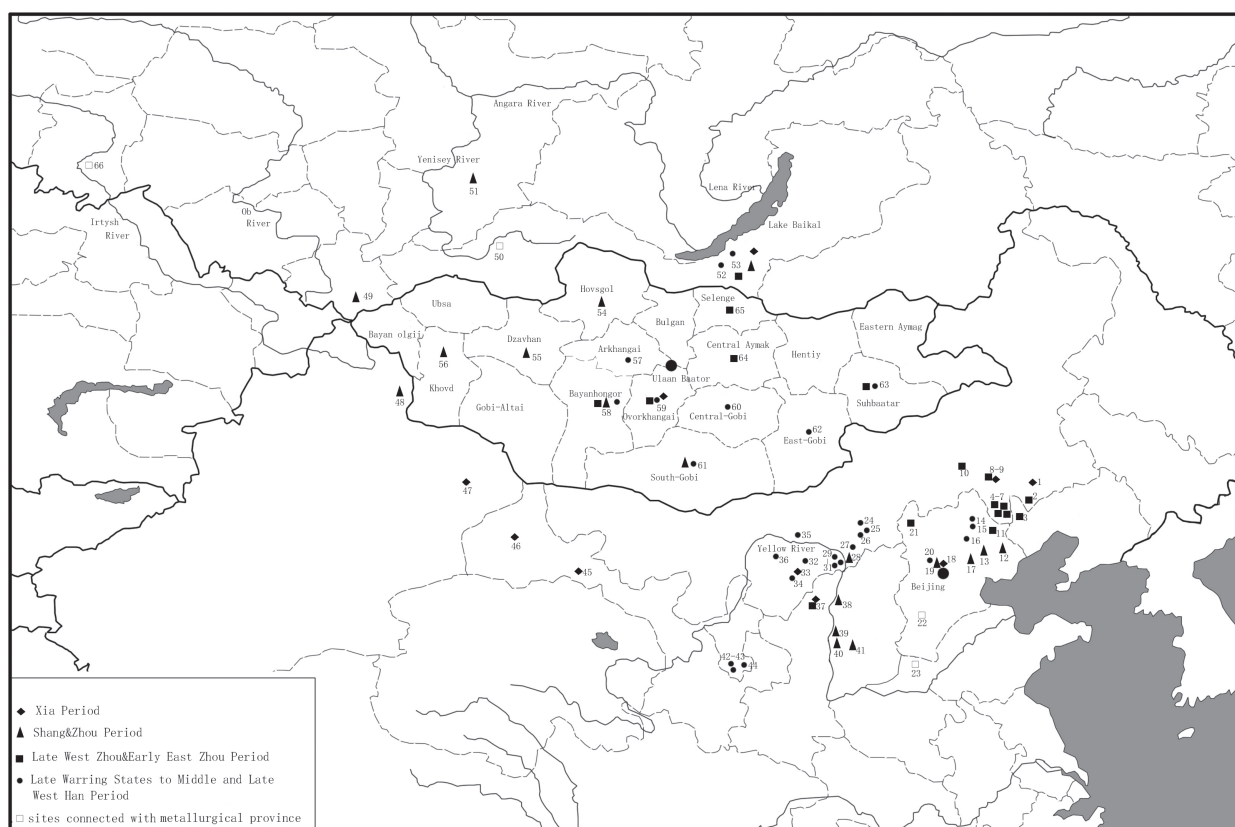 Angara River
Yenisey River
51
66
Lena River
Ob
River
Irtysh
River
Lake Baikal
50
53
52
49
Hovsgol
54
Ubsa
Selenge
65
Bulgan
Eastern Aymag
Bayan olgii
Dzavhan
55
Arkhangai
57
Central Aymak
64
Hentiy
56
Ulaan Baator
Khovd
48
Gobi-Altai
Bayanhongor
58
59
Ovorkhangai
60
Central-Gobi
63
Suhbaatar
62
East-Gobi
61
South-Gobi
10
8-9
1
47
4-7
2
3
46
21
14
15
11
24
25
26
16
35
Yellow River
27
28
29
13
12
36
32
31
20
18
17
19
45
33
34
Beijing
37
38
22
39
40
41
42-43
44
23
Xia Period
Shang&Zhou Period
Late West Zhou&Early East Zhou Period
Late Warring States to Middle and Late
West Han Period
sites connected with metallurgical province